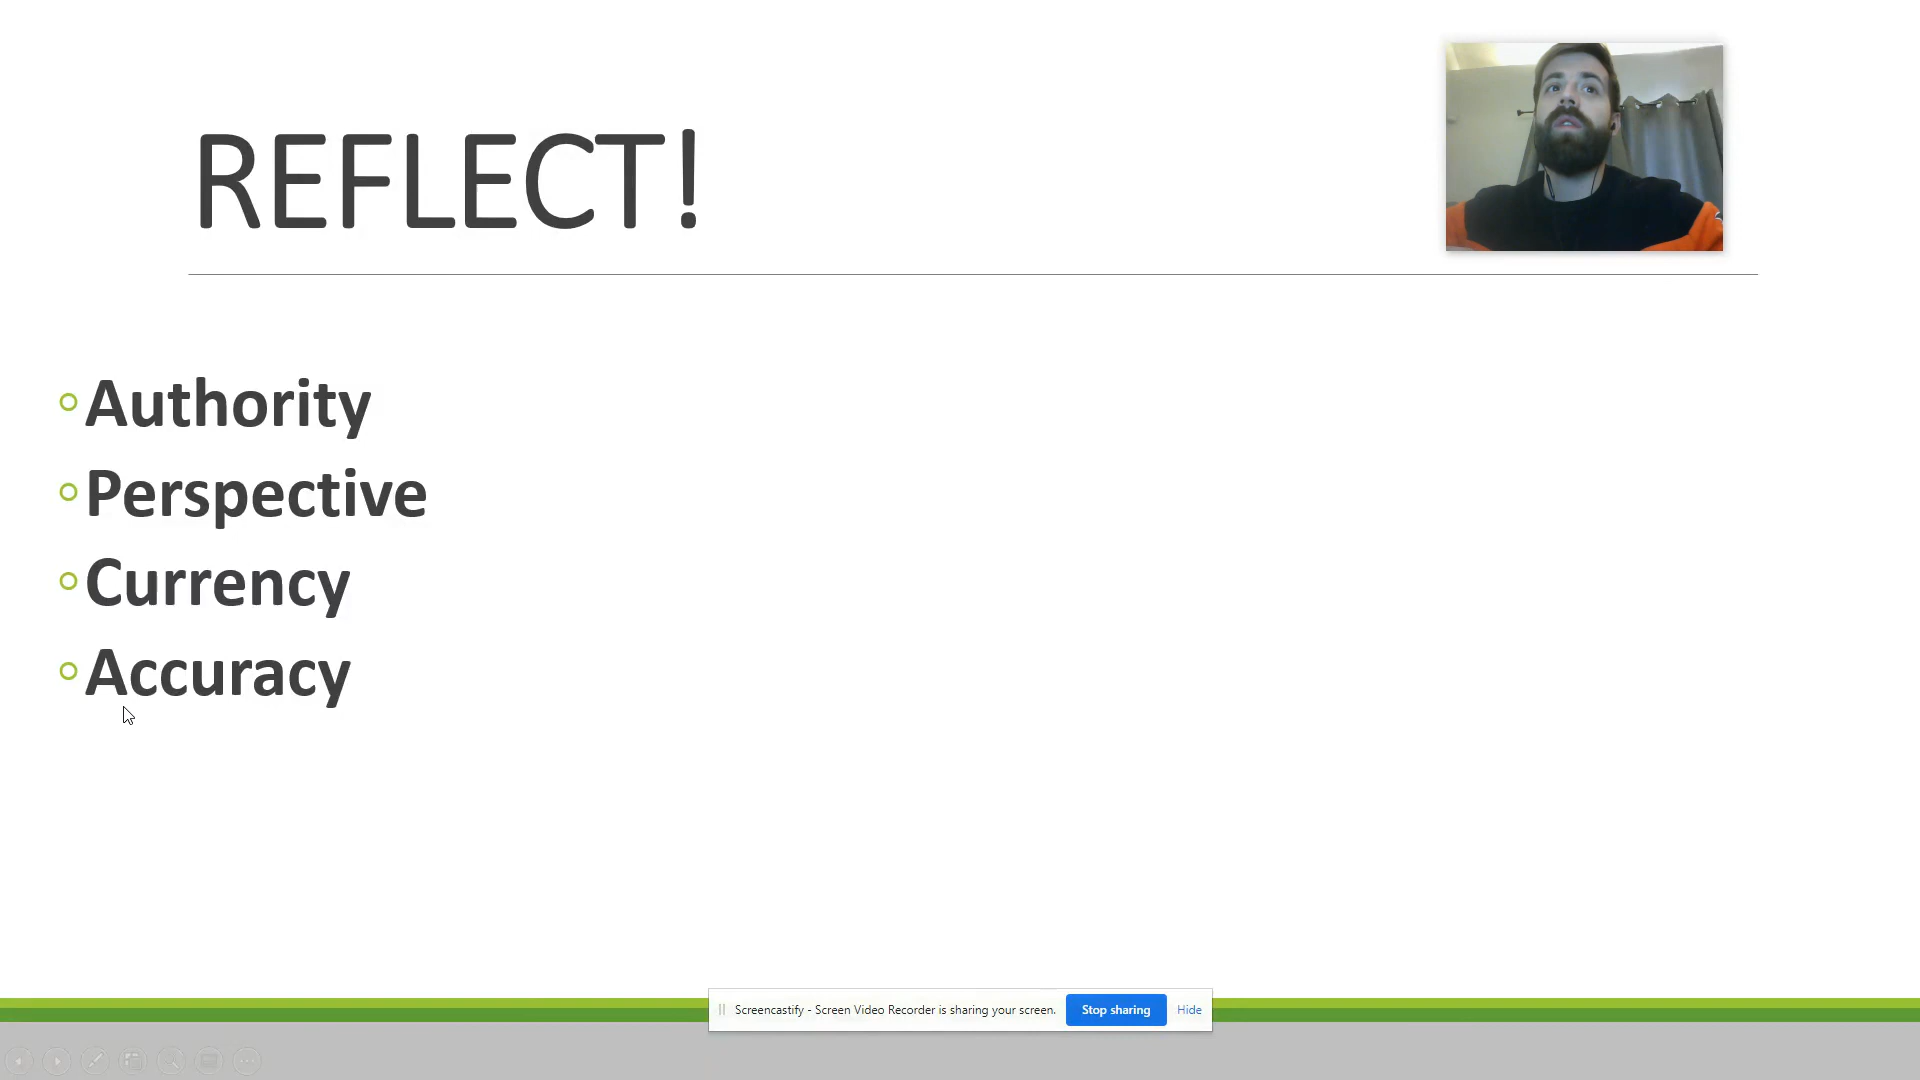 REFLECT!
Authority
Perspective
Currency
Accuracy
Screencastify - Screen Video Recorder is sharing your screen. Stop sharing Hide